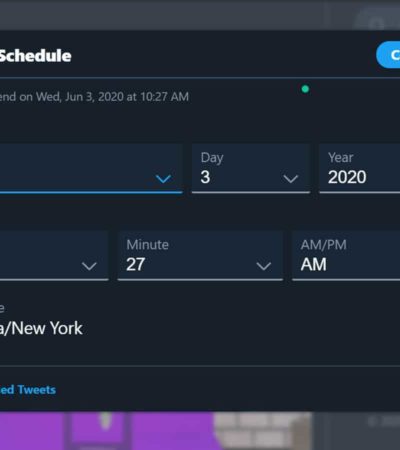 Schedule
C
end on Wed, Jun 3, 2020 at 10:27 AM
Day
Year
3
2020
Minute
AM/PM
27
AM
e
a/New York
ed Tweets